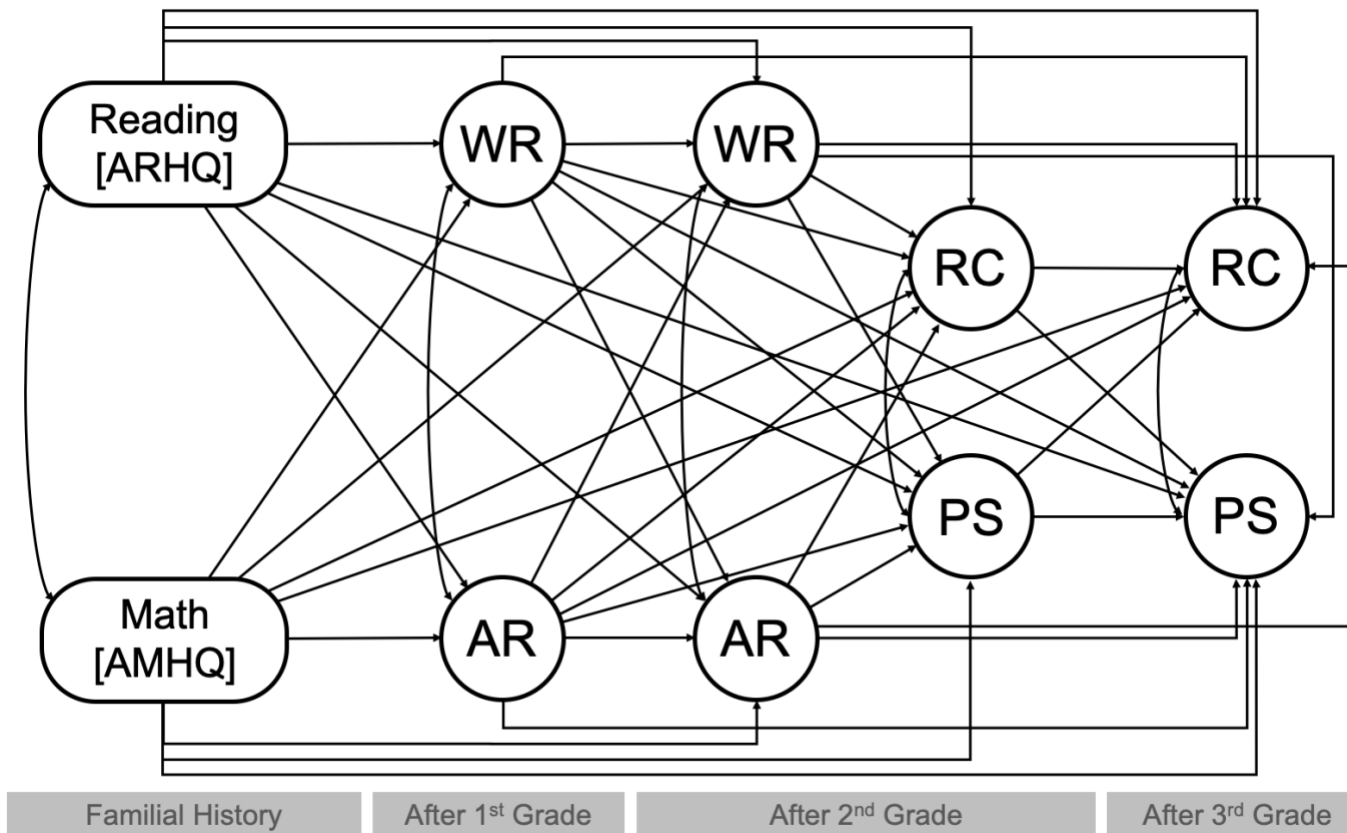 Reading
[ARHQ]
WR
WR
RC
RC
PS
PS
Math
[AMHQ]
AR
AR
Familial History
After 1st Grade
After 2nd Grade
After 3rd Grade